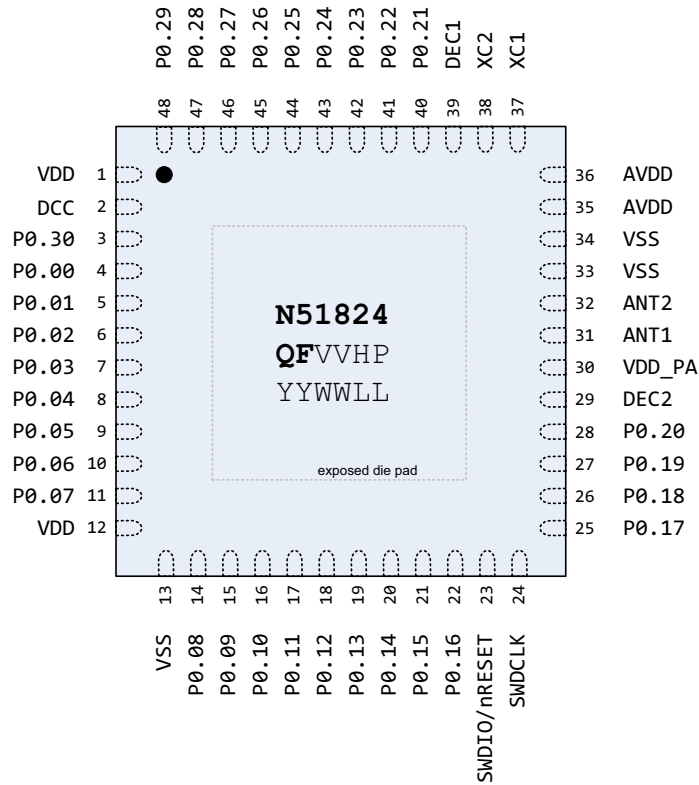 P0.29 P0.28 P0.27 P0.26 P0.25 P0.24 P0.23 P0.22 P0.21 DEC1 XC2 XC1
48 47 46 45 44 43 42 41 40 39 38 37
VDD 1 36 AVDD
DCC 2 35 AVDD
P0.30 3 34 VSS
P0.00 4 33 VSS
P0.01 5 32 ANT2
P0.02 6 31 ANT1
P0.03 7 30 VDD_PA
P0.04 8 29 DEC2
P0.05 9 28 P0.20
P0.06 10 27 P0.19
P0.07 11 26 P0.18
VDD 12 25 P0.17
N51824
QFVVHP
YYWWLL
exposed die pad
13 14 15 16 17 18 19 20 21 22 23 24
VSS P0.08 P0.09 P0.10 P0.11 P0.12 P0.13 P0.14 P0.15 P0.16 SWDIO/nRESET SWDCLK